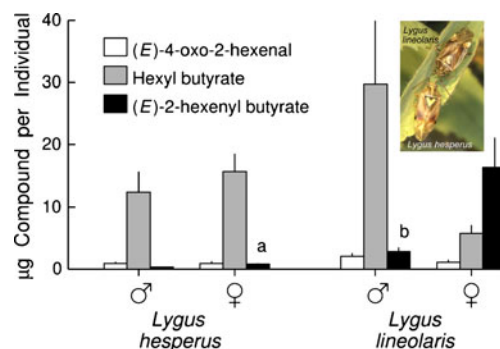 µg Compound per Individual
40
30
20
10
0
(E)-4-oxo-2-hexenal
Hexyl butyrate
(E)-2-hexenyl butyrate
Lygus
lineolaris
Lygus hesperus
a
b
♂ ♀ ♂ ♀
Lygus
hesperus
Lygus
lineolaris